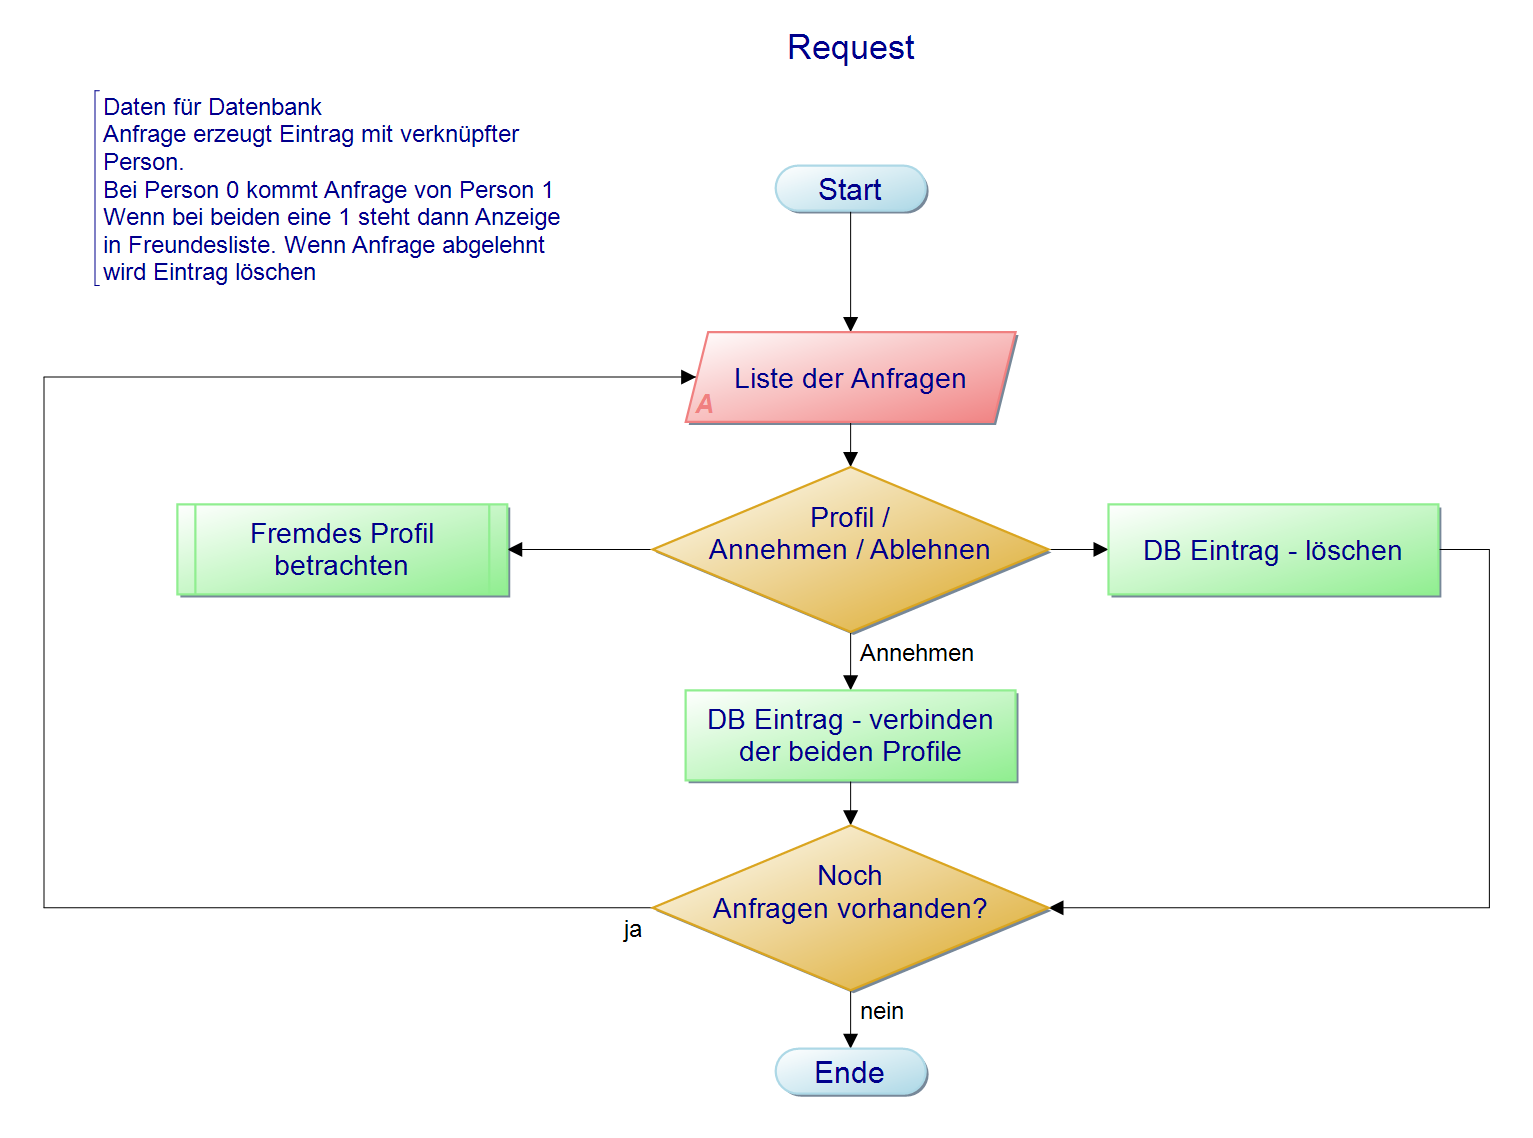 Request
Daten für Datenbank
Anfrage erzeugt Eintrag mit verknüpfter
Person.
Bei Person 0 kommt Anfrage von Person 1
Wenn bei beiden eine 1 steht dann Anzeige
in Freundesliste. Wenn Anfrage abgelehnt
wird Eintrag löschen
Start
Liste der Anfragen
A
Fremdes Profil
betrachten
Profil /
Annehmen / Ablehnen
DB Eintrag - löschen
Annehmen
DB Eintrag - verbinden
der beiden Profile
Noch
Anfragen vorhanden?
ja
nein
Ende